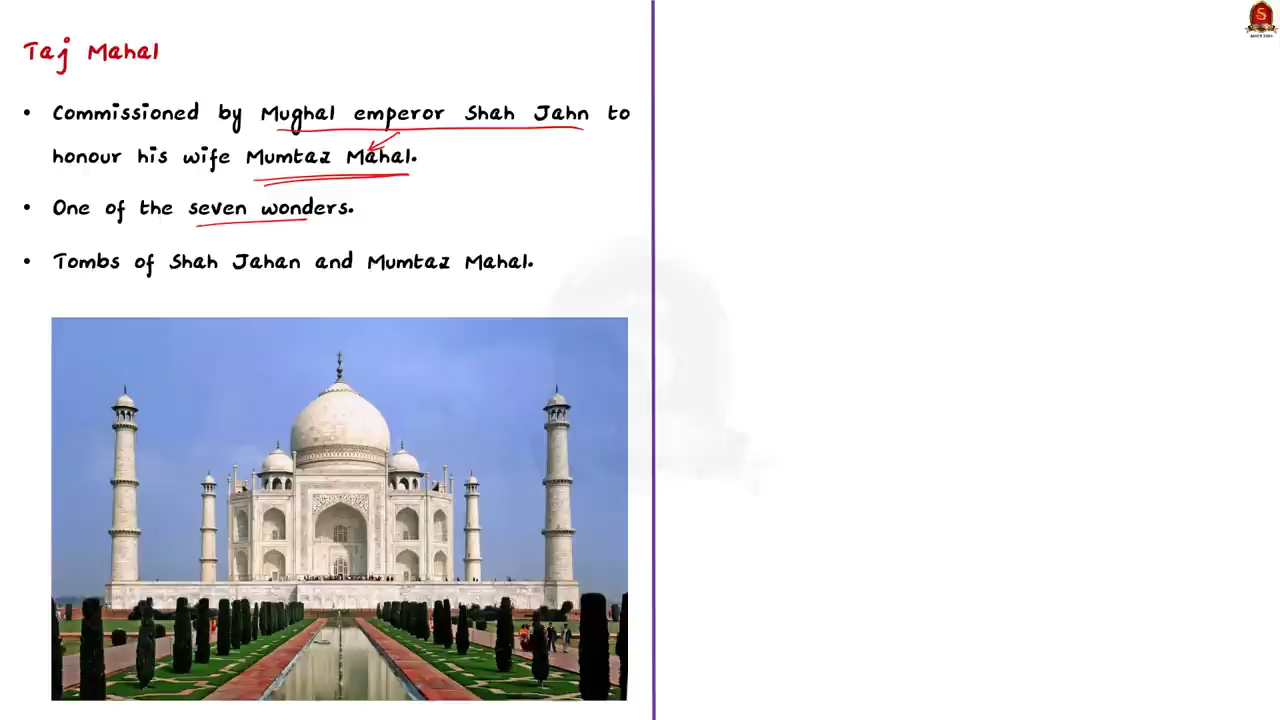 Taj Mahal
• Commissioned by Mughal emperor Shah Jahn to
honour his wife Mumtaz Mahal.
• One of the seven wonders.
• Tombs of Shah Jahan and Mumtaz Mahal.
S